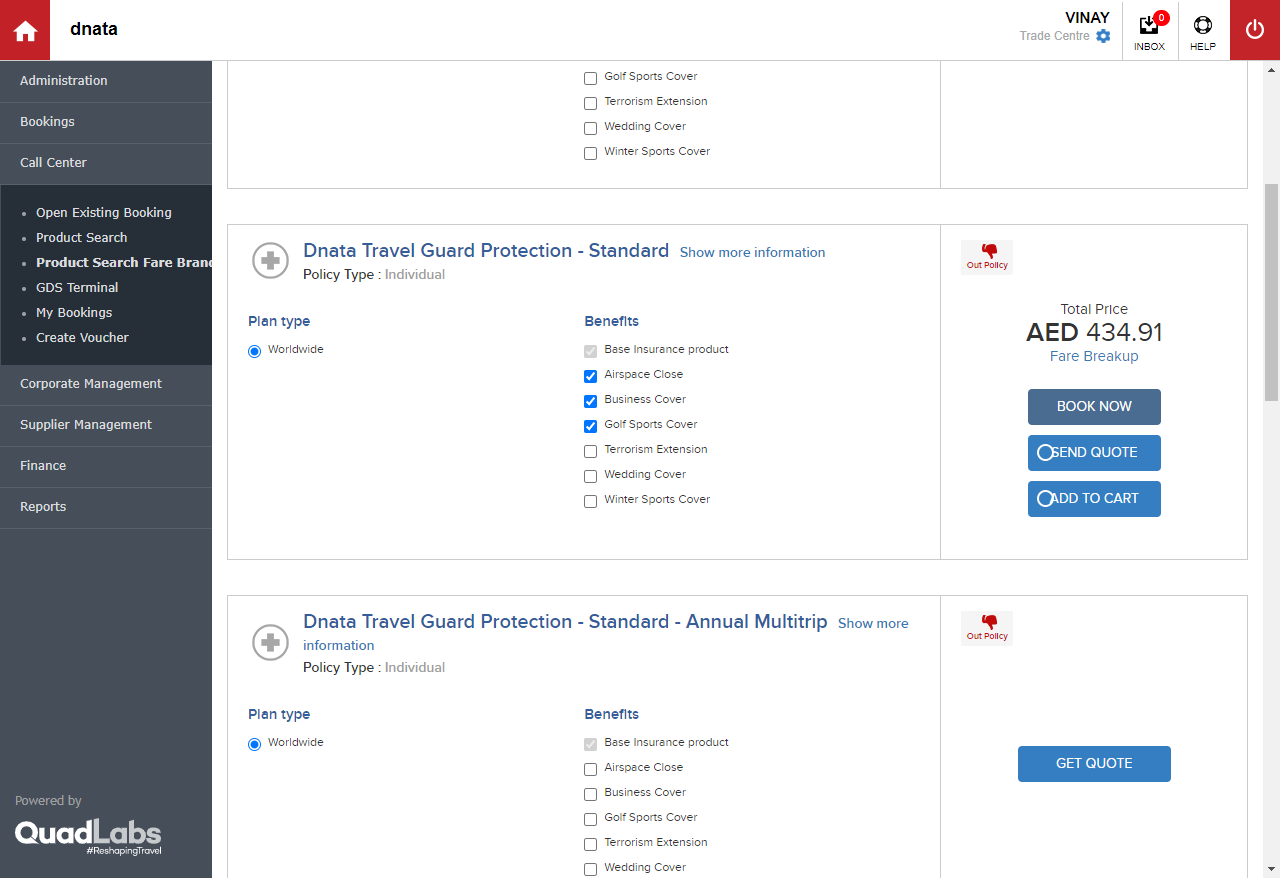 dnata
VINAY
Trade Centre
0
INBOX
HELP
Administration
Bookings
Call Center
Open Existing Booking
Product Search
Product Search Fare Brand
GDS Terminal
My Bookings
Create Voucher
Corporate Management
Supplier Management
Finance
Reports
Powered by
QuadLabs
#ReshapingTravel
Golf Sports Cover
Terrorism Extension
Wedding Cover
Winter Sports Cover
Dnata Travel Guard Protection - Standard Show more information
Policy Type : Individual
Plan type
Worldwide
Benefits
Base Insurance product
Airspace Close
Business Cover
Golf Sports Cover
Terrorism Extension
Wedding Cover
Winter Sports Cover
Out Policy
Total Price
AED 434.91
Fare Breakup
BOOK NOW
SEND QUOTE
ADD TO CART
Dnata Travel Guard Protection - Standard - Annual Multitrip Show more
information
Policy Type : Individual
Plan type
Worldwide
Benefits
Base Insurance product
Airspace Close
Business Cover
Golf Sports Cover
Terrorism Extension
Wedding Cover
Out Policy
GET QUOTE